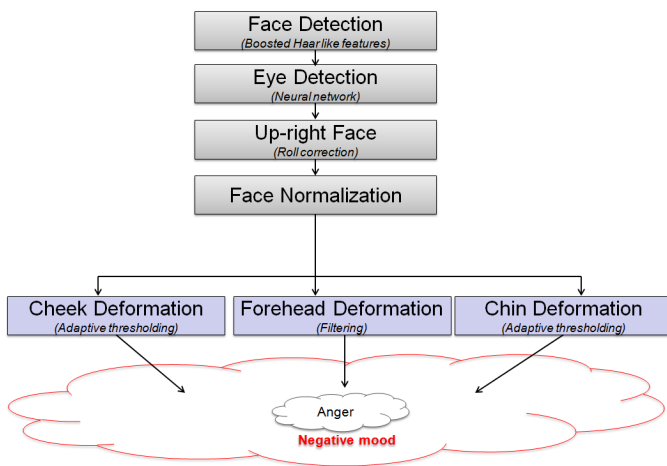 Face Detection
(Boosted Haar like features)
Eye Detection
(Neural network)
Up-right Face
(Roll correction)
Face Normalization
Cheek Deformation
(Adaptive thresholding)
Forehead Deformation
(Filtering)
Chin Deformation
(Adaptive thresholding)
Anger
Negative mood